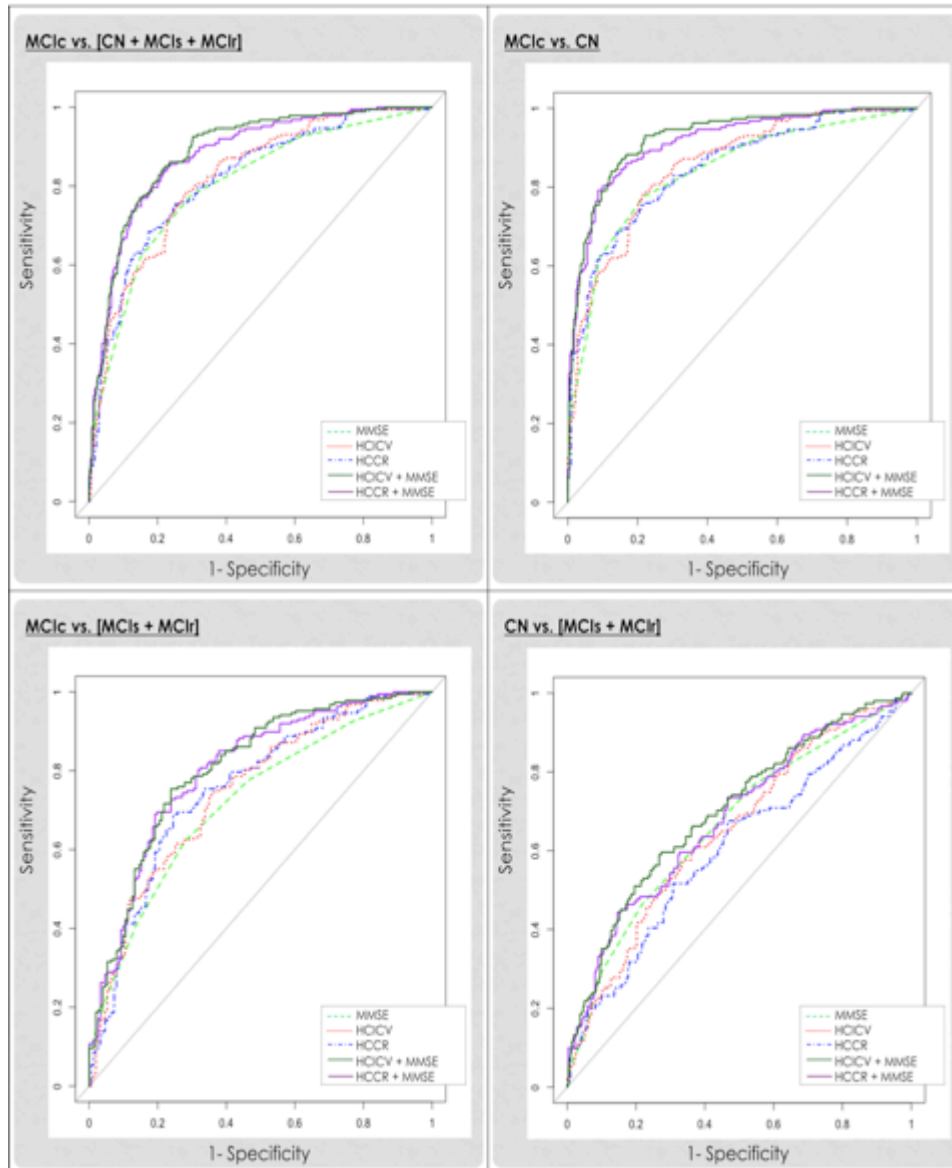 MCIc vs. [CN + MCIs + MCIr]
1
0.8
0.6
0.4
0.2
0
Sensitivity
MMSE
HCICV
HCCR
HCICV + MMSE
HCCR + MMSE
0 0.2 0.4 0.6 0.8 1
1- Specificity
MCIc vs. CN
1
0.8
0.6
0.4
0.2
0
Sensitivity
MMSE
HCICV
HCCR
HCICV + MMSE
HCCR + MMSE
0 0.2 0.4 0.6 0.8 1
1- Specificity
MCIc vs. [MCIs + MCIr]
1
0.8
0.6
0.4
0.2
0
Sensitivity
MMSE
HCICV
HCCR
HCICV + MMSE
HCCR + MMSE
0 0.2 0.4 0.6 0.8 1
1- Specificity
CN vs. [MCIs + MCIr]
1
0.8
0.6
0.4
0.2
0
Sensitivity
MMSE
HCICV
HCCR
HCICV + MMSE
HCCR + MMSE
0 0.2 0.4 0.6 0.8 1
1- Specificity